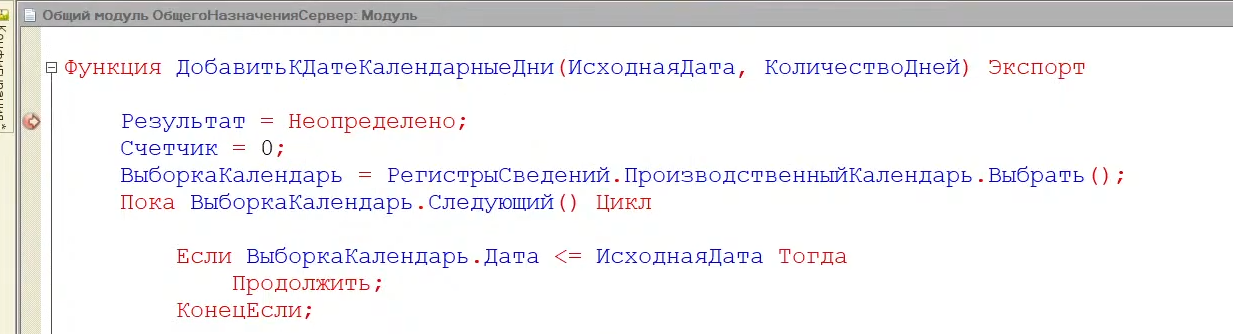 Общий модуль ОбщегоНазначенияСервер: Модуль
Функция ДобавитьКДатеКалендарныеДни(ИсходнаяДата, КоличествоДней) Экспорт
Результат = Неопределено;
Счетчик = 0;
ВыборкаКалендарь = РегистрыСведений.ПроизводственныйКалендарь.Выбрать();
Пока ВыборкаКалендарь.Следующий() Цикл
Если ВыборкаКалендарь.Дата <= ИсходнаяДата Тогда
Продолжить;
КонецЕсли;